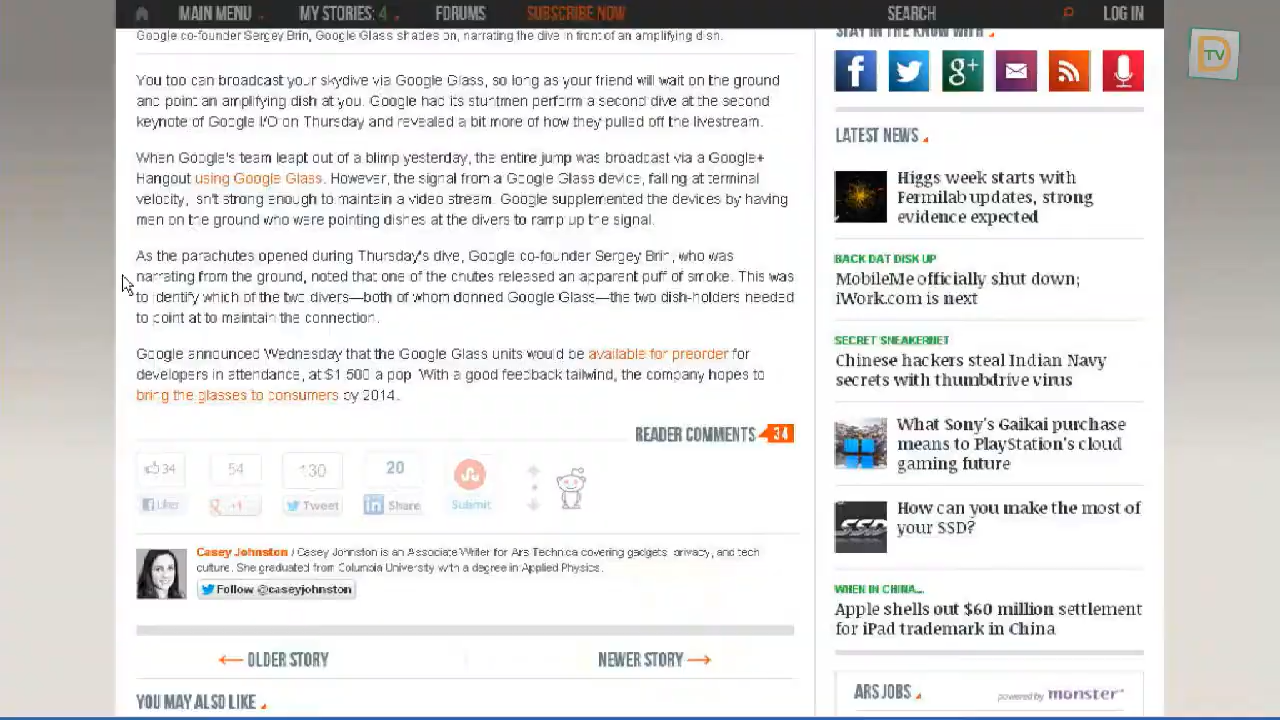 MAIN MENU
MY STORIES: 4
FORUMS
SUBSCRIBE NOW
SEARCH
LOG IN
Google co-founder Sergey Brin, Google Glass shades on, narrating the dive in front of an amplifying dish.
You too can broadcast your skydive via Google Glass, so long as your friend will wait on the ground
and point an amplifying dish at you. Google had its stuntmen perform a second dive at the second
keynote of Google I/O on Thursday and revealed a bit more of how they pulled off the livestream.
When Google's team leapt out of a blimp yesterday, the entire jump was broadcast via a Google+
Hangout using Google Glass. However, the signal from a Google Glass device, falling at terminal
velocity, isn't strong enough to sustain a video stream. Google supplemented the devices by having
men on the ground who were pointing dishes at the divers to ramp up the signal.
As the parachutes opened during Thursday's dive, Google co-founder Sergey Brin, who was
narrating from the ground, noted that one of the chutes released an apparent puff of smoke. This was
to identify which of the two divers—both of whom donned Google Glass—the two dish-holders needed
to point at to maintain the connection.
Google announced Wednesday that the Google Glass units would be available for preorder for
developers in attendance, at $1,500 a pop. With a good feedback tailwind, the company hopes to
bring the glasses to consumers by 2014.
READER COMMENTS 34
34
54
130
20
Like
+1
Tweet
in Share
Submit
Casey Johnston / Casey Johnston is an Associate Writer for Ars Technica covering gadgets, privacy, and tech
culture. She graduated from Columbia University with a degree in Applied Physics.
Follow @caseyjohnston
OLDER STORY
NEWER STORY
YOU MAY ALSO LIKE
STAY IN THE KNOW WITH
f
g+
LATEST NEWS
Higgs week starts with
Fermilab updates, strong
evidence expected
BACK DAT DISK UP
MobileMe officially shut down;
iWork.com is next
SECRET SNEAKERNET
Chinese hackers steal Indian Navy
secrets with thumbdrive virus
What Sony's Gaikai purchase
means to PlayStation's cloud
gaming future
SSD
How can you make the most of
your SSD?
WHEN IN CHINA...
Apple shells out $60 million settlement
for iPad trademark in China
ARS JOBS
powered by monster
D
TV